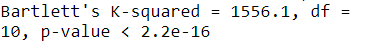 Bartlett's K-squared = 1556.1, df =
10, p-value < 2.2e-16